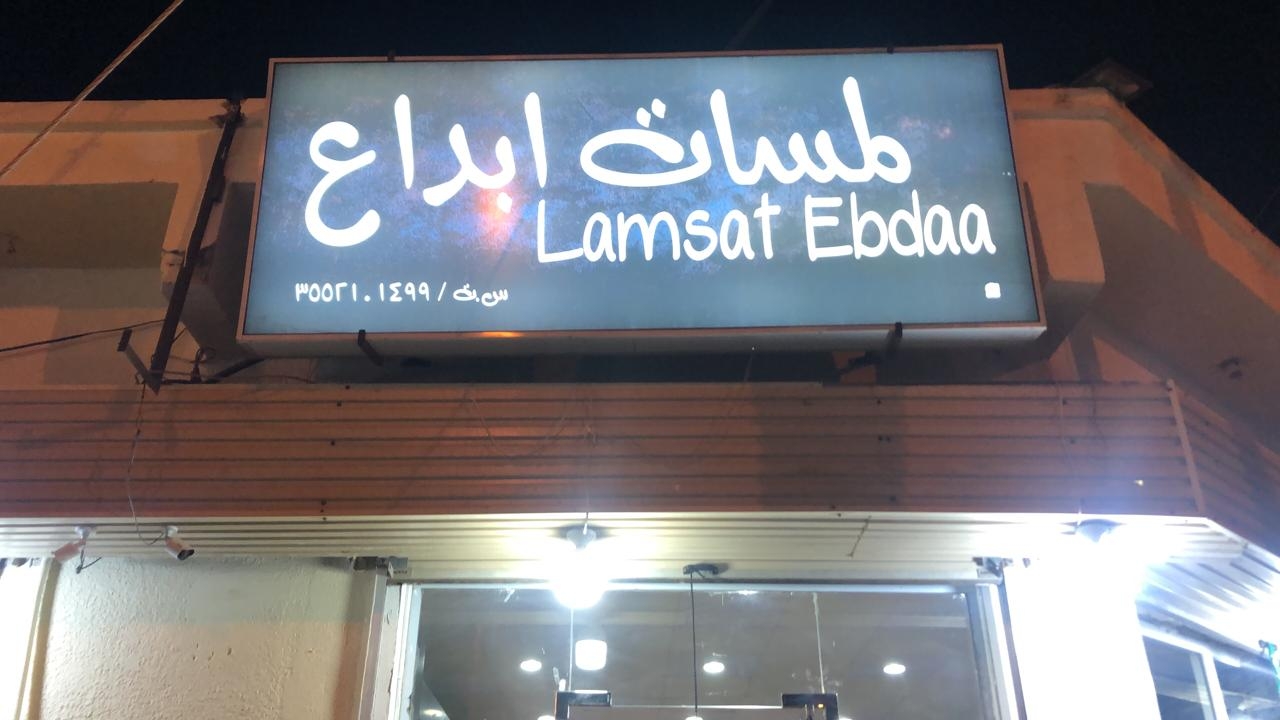 لمسات ابداع
Lamsat Ebdaa
س.ت / ٣٥٥٢١٠١٤٩٩